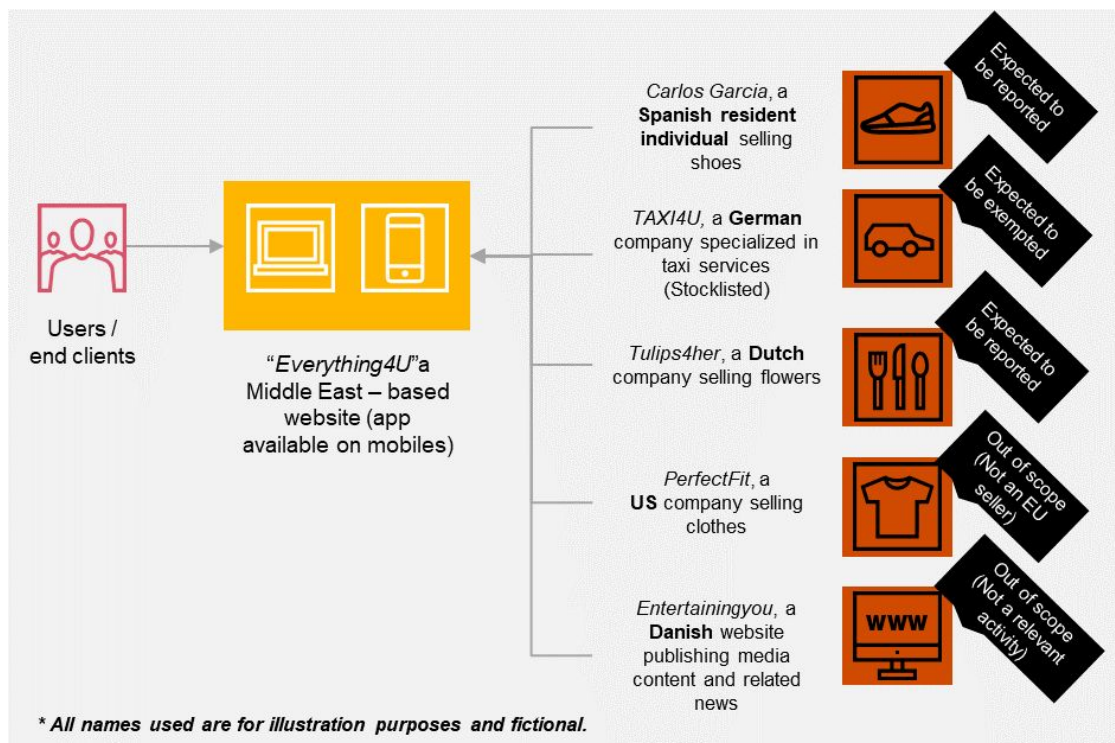 Carlos Garcia, a
Spanish resident
individual selling
shoes
Expected to
be reported
TAXI4U, a German
company specialized in
taxi services
(Stocklisted)
Expected to
be exempted
Users /
end clients
"Everything4U"a
Middle East – based
website (app
available on mobiles)
Tulips4her, a Dutch
company selling flowers
Expected to
be reported
PerfectFit, a
US company selling
clothes
Out of scope
(Not an EU
seller)
Entertainingyou, a
Danish website
publishing media
content and related
news
www
Out of scope
(Not a relevant
activity)
* All names used are for illustration purposes and fictional.